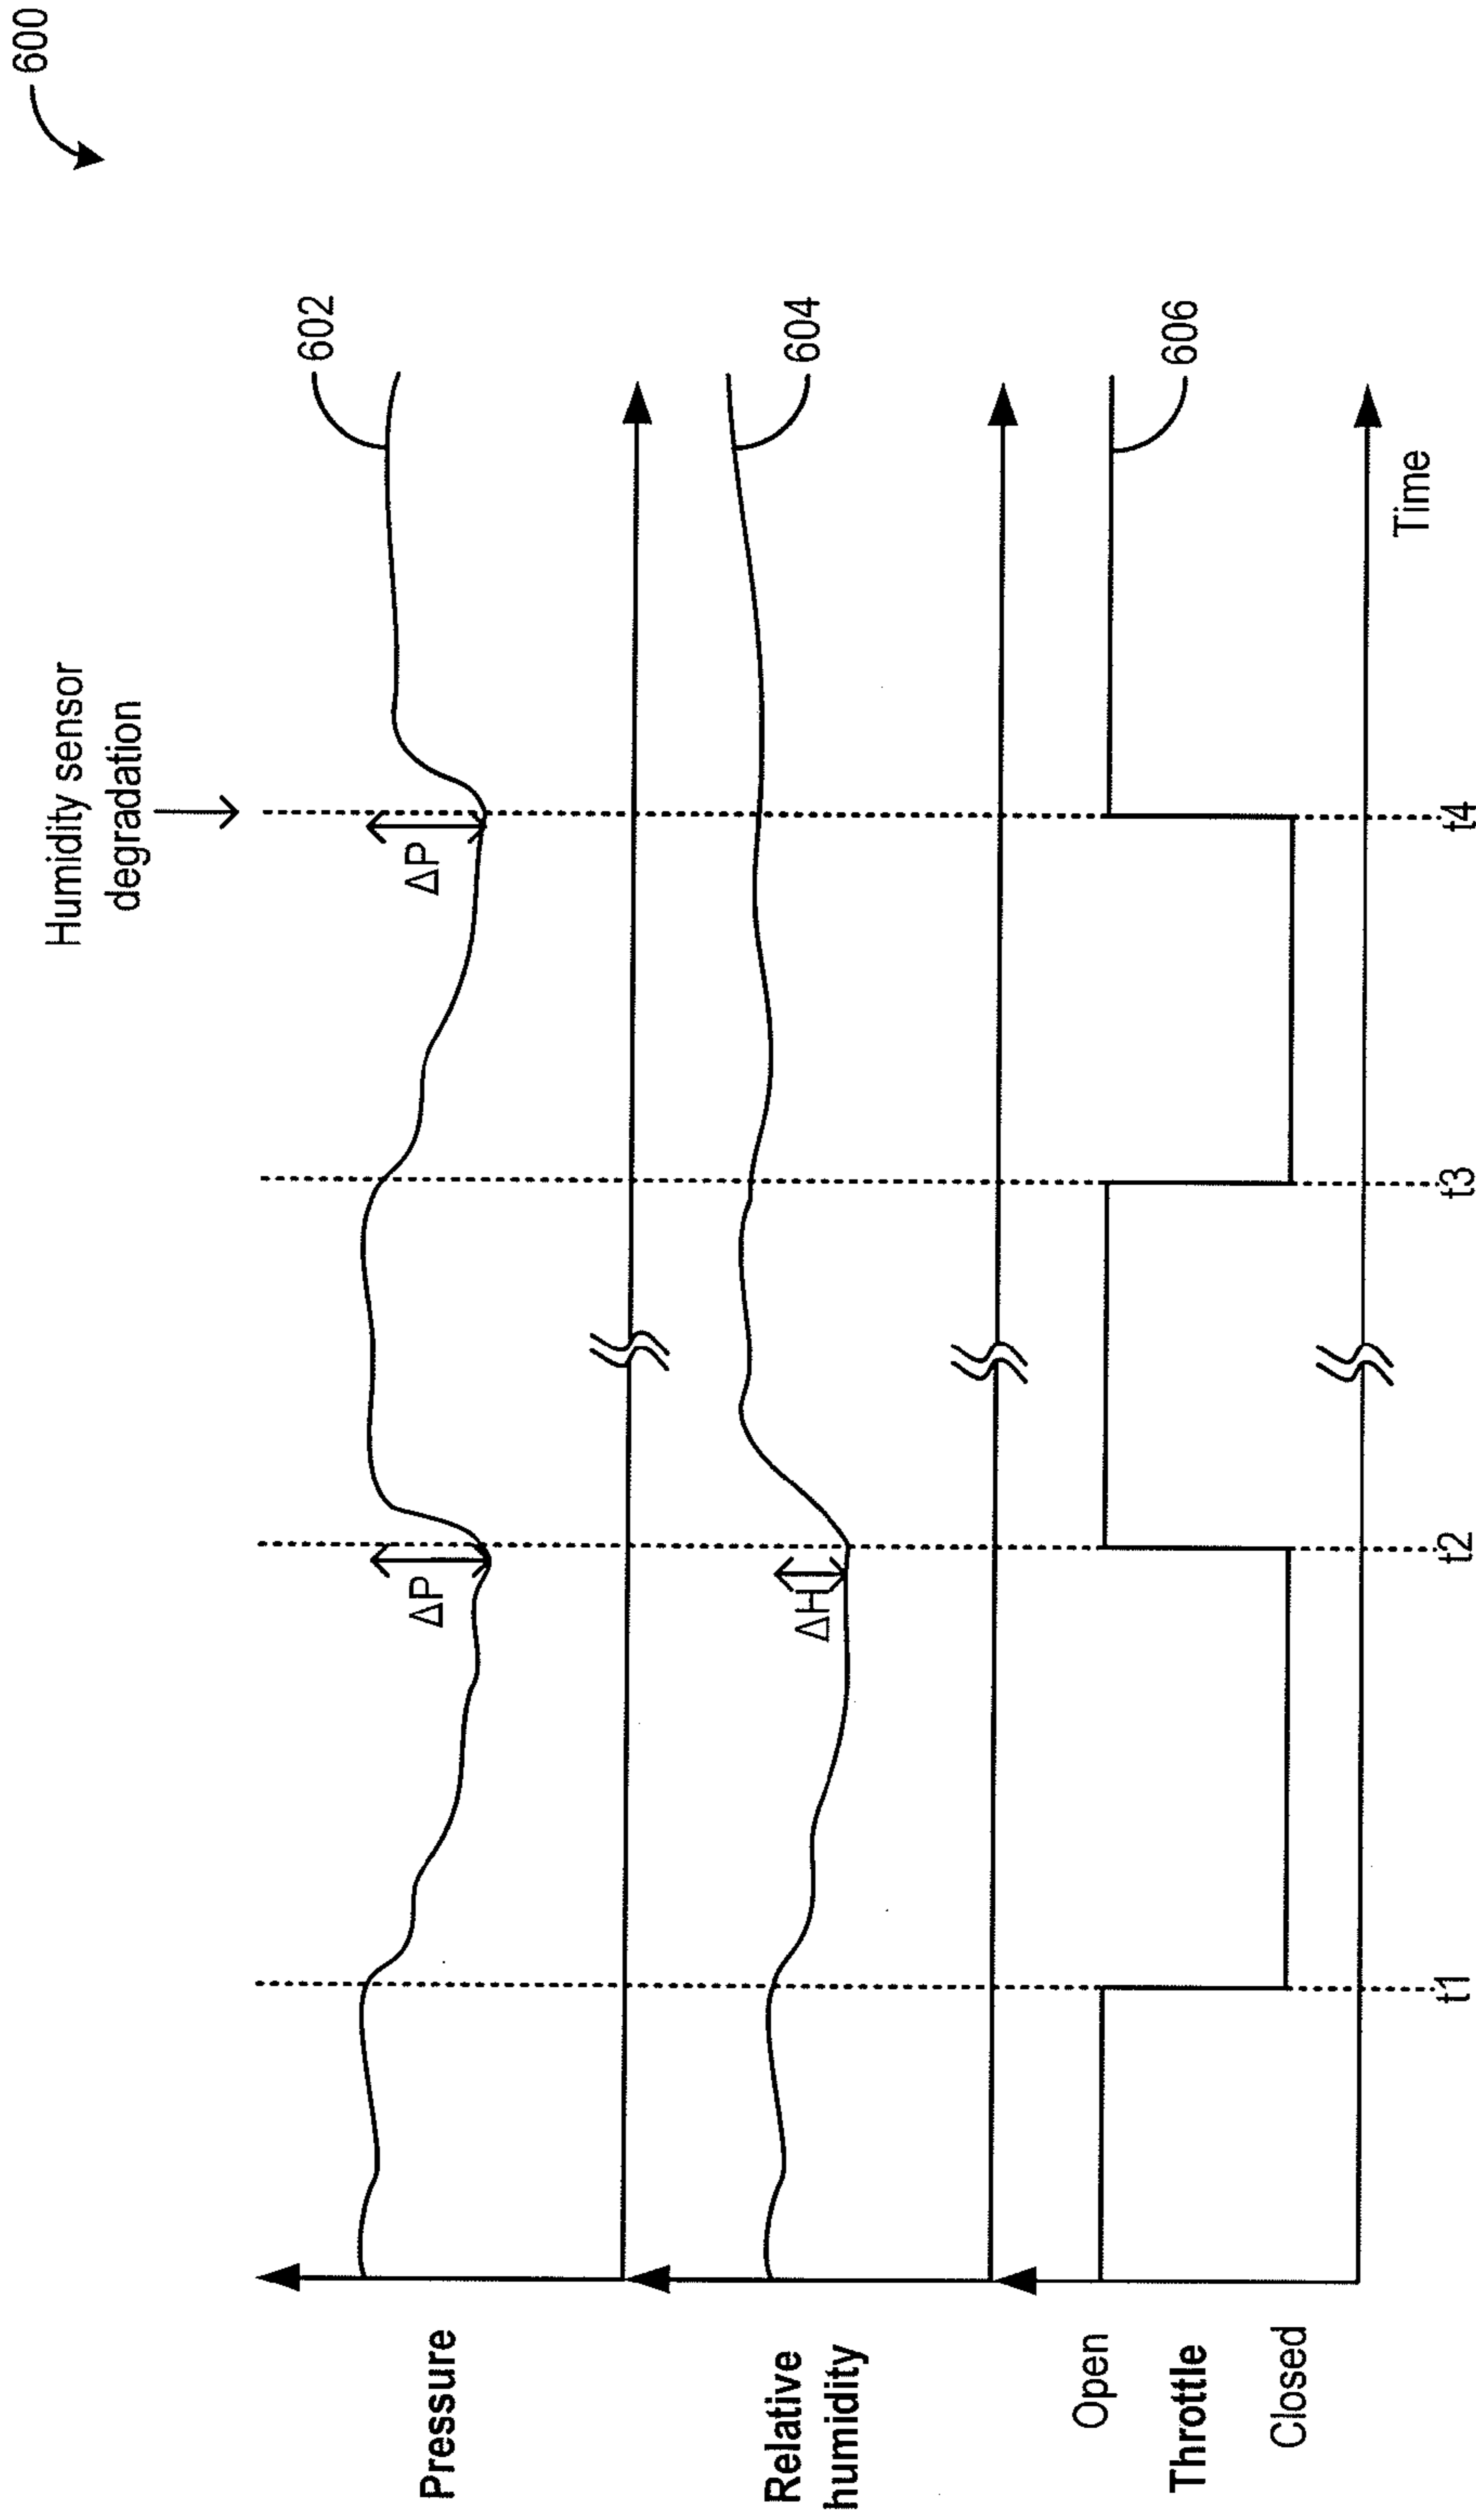 600
Humidity sensor
degradation
602
ΔP
ΔP
Pressure
604
ΔH
Relative
humidity
606
Open
Throttle
Closed
Time
t1
t2
t3
t4